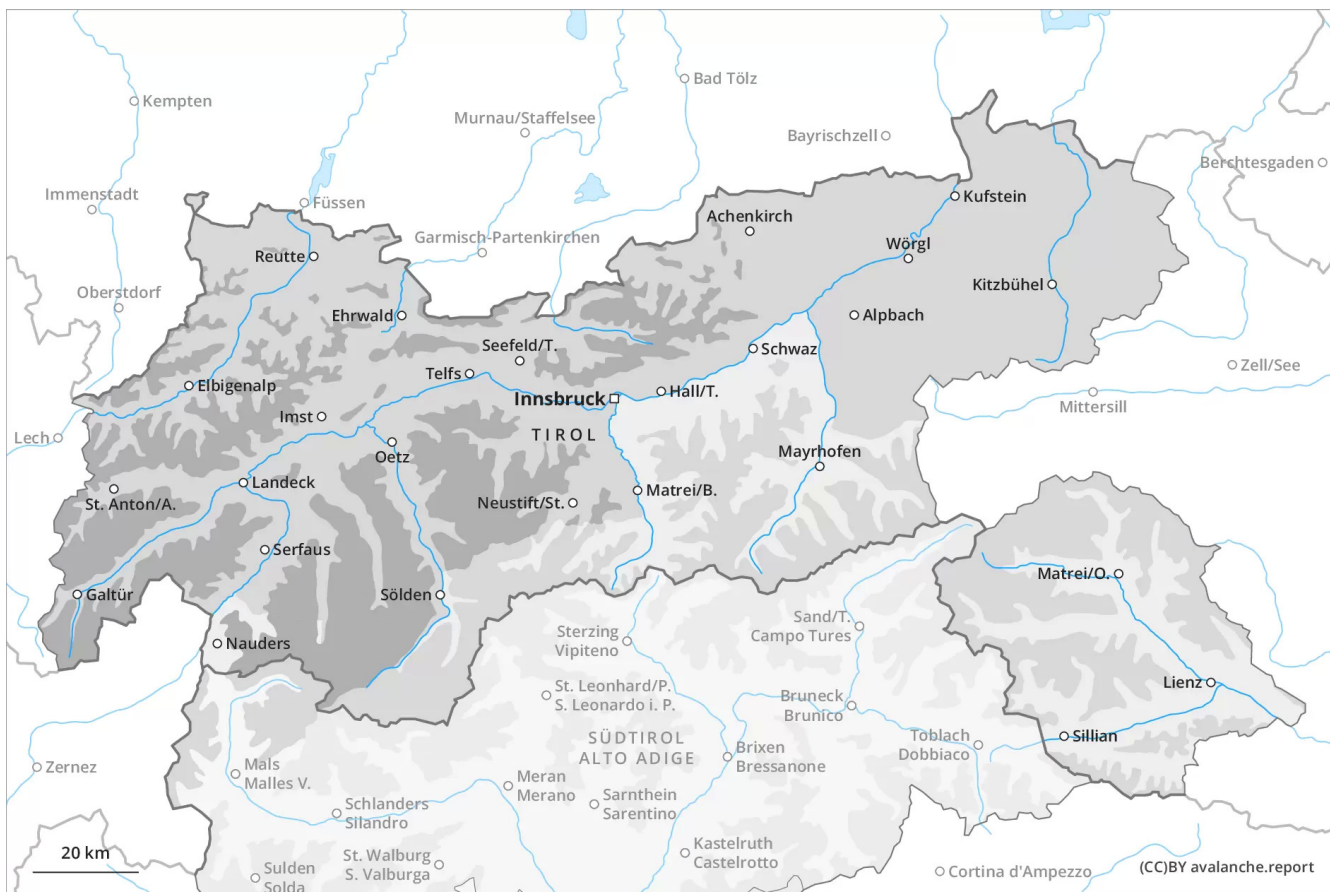 Bad Tölz
Kempten
Murnau/Staffelsee
Bayrischzell
Berchtesgaden
Immenstadt
Füssen
Kufstein
Achenkirch
Garmisch-Partenkirchen
Wörgl
Reutte
Kitzbühel
Oberstdorf
Ehrwald
Alpbach
Seefeld/T.
Schwaz
Zell/See
Telfs
Elbigenalp
Hall/T.
Innsbruck
Mittersill
Imst
Lech
TIROL
Oetz
Mayrhofen
Landeck
Matrei/B.
St. Anton/A.
Neustift/St.
Serfaus
Matrei/O.
Galtür
Sölden
Sand/T.
Campo Tures
Sterzing
Vipiteno
Nauders
Lienz
St. Leonhard/P.
S. Leonardo i. P.
Bruneck
Brunico
SÜDTIROL
ALTO ADIGE
Toblach
Dobbiaco
Sillian
Brixen
Bressanone
Zernez
Mals
Malles V.
Meran
Merano
Sarnthein
Sarentino
Schlanders
Silandro
Kastelruth
Castelrotto
20 km
St. Walburg
S. Valburga
Sulden
Solda
Cortina d'Ampezzo
(CC)BY avalanche.report